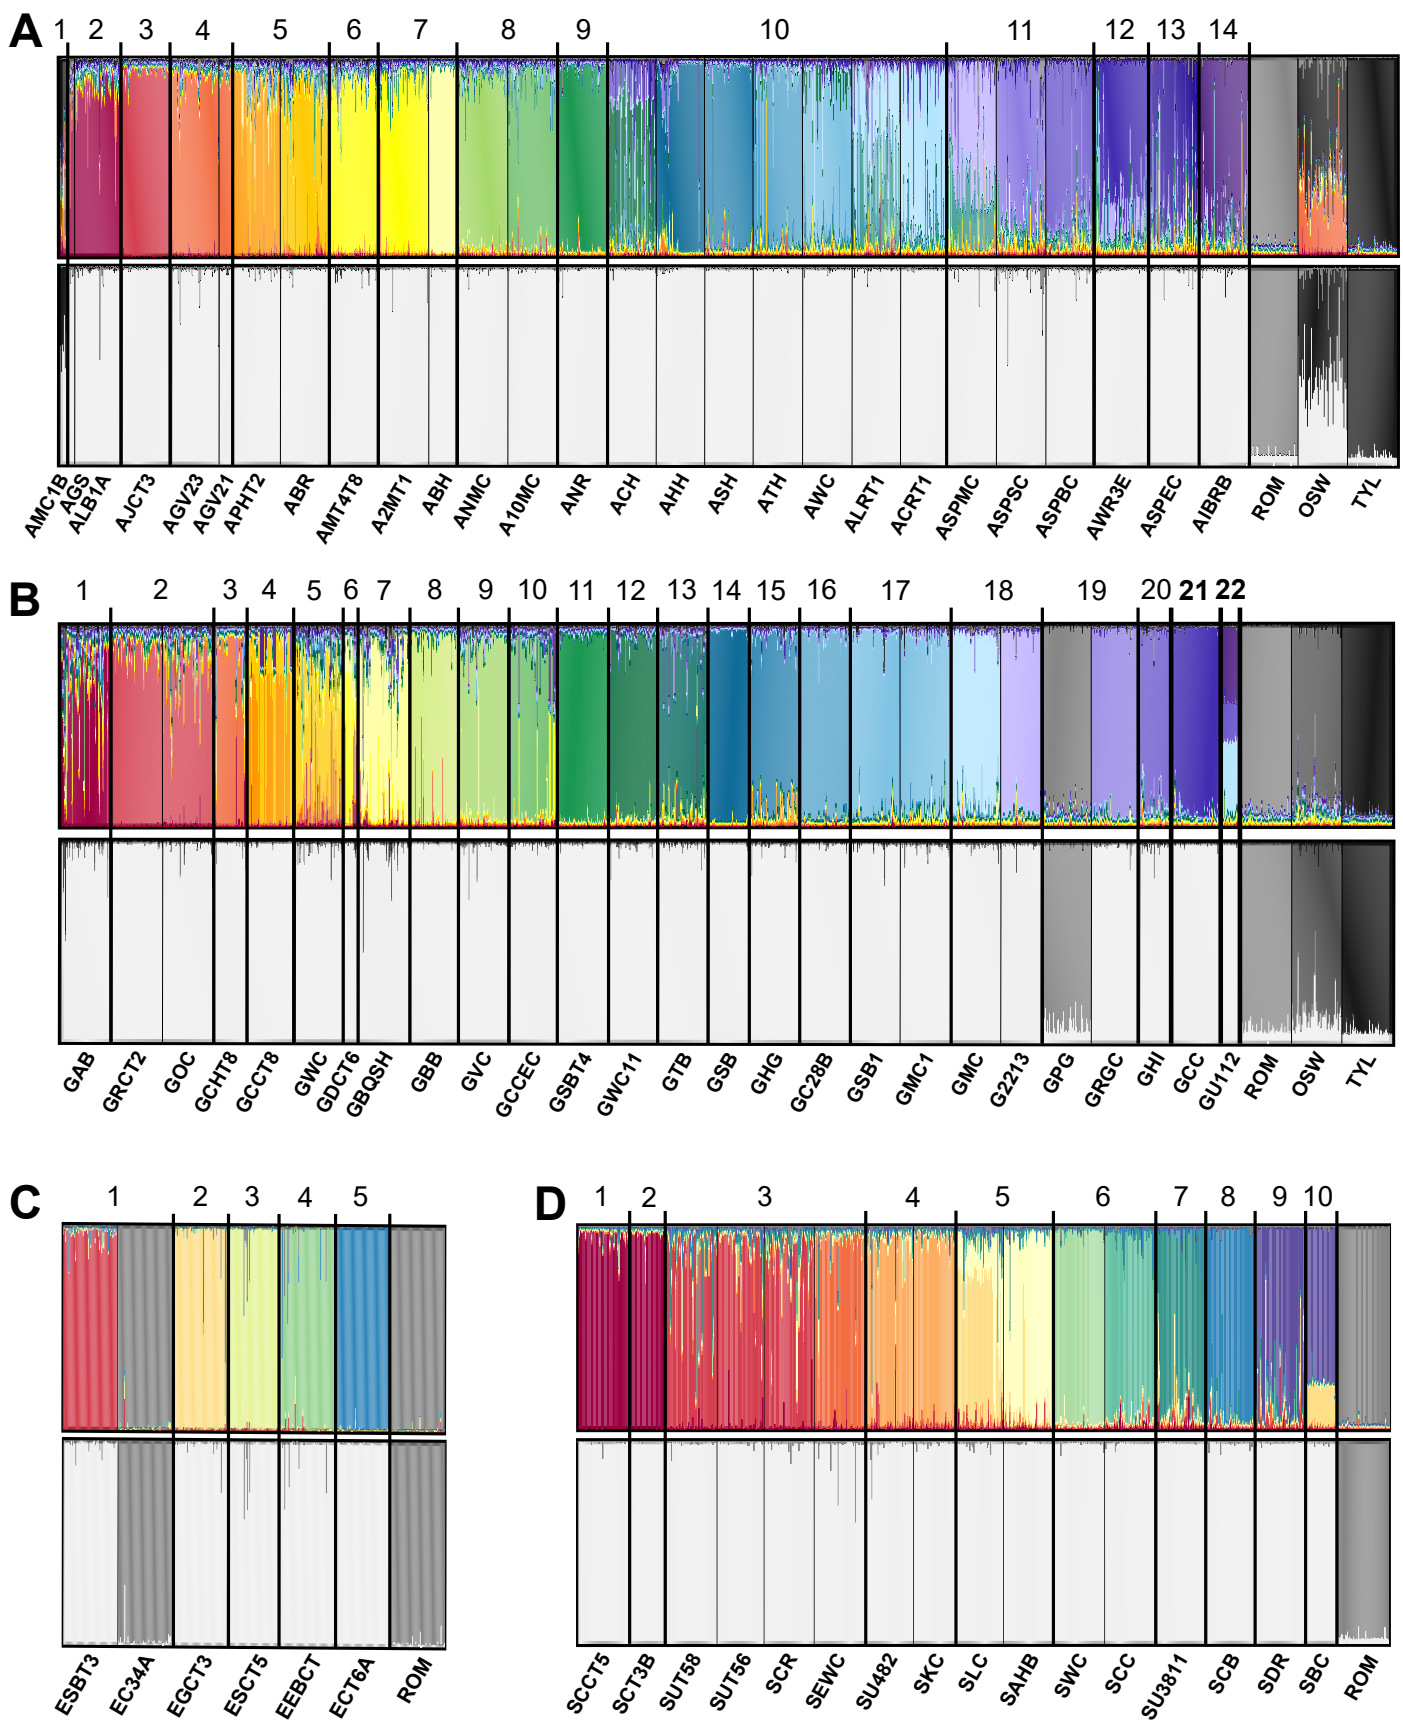 A 1 2 3 4 5 6 7 8 9 10 11 12 13 14
AMC1B AGS ALB1A AJCT3 AGV23 AGV21 APHT2 ABR AMT4T8 A2MT1 ABH ANMC A10MC ANR ACH AHH ASH ATH AWC ALRT1 ACRT1 ASPMC ASPSC ASPBC AWR3E ASPEC AIBRB ROM OSW TYL
B 1 2 3 4 5 6 7 8 9 10 11 12 13 14 15 16 17 18 19 20 21 22
GAB GRCT2 GOC GCHT8 GCCT8 GWC GDCT6 GBQSH GBB GVC GCCEC GSBT4 GWC11 GTB GSB GHG GC28B GSB1 GMC1 GMC G2213 GPG GRGC GHI GCC GU112 ROM OSW TYL
C 1 2 3 4 5
ESBT3 EC34A EGCT3 ESCT5 EEBCT ECT6A ROM
D 1 2 3 4 5 6 7 8 9 10
SCCT5 SCT3B SUT58 SUT56 SCR SEWC SU482 SKC SLC SAHB SWC SCC SU3811 SCB SDR SBC ROM